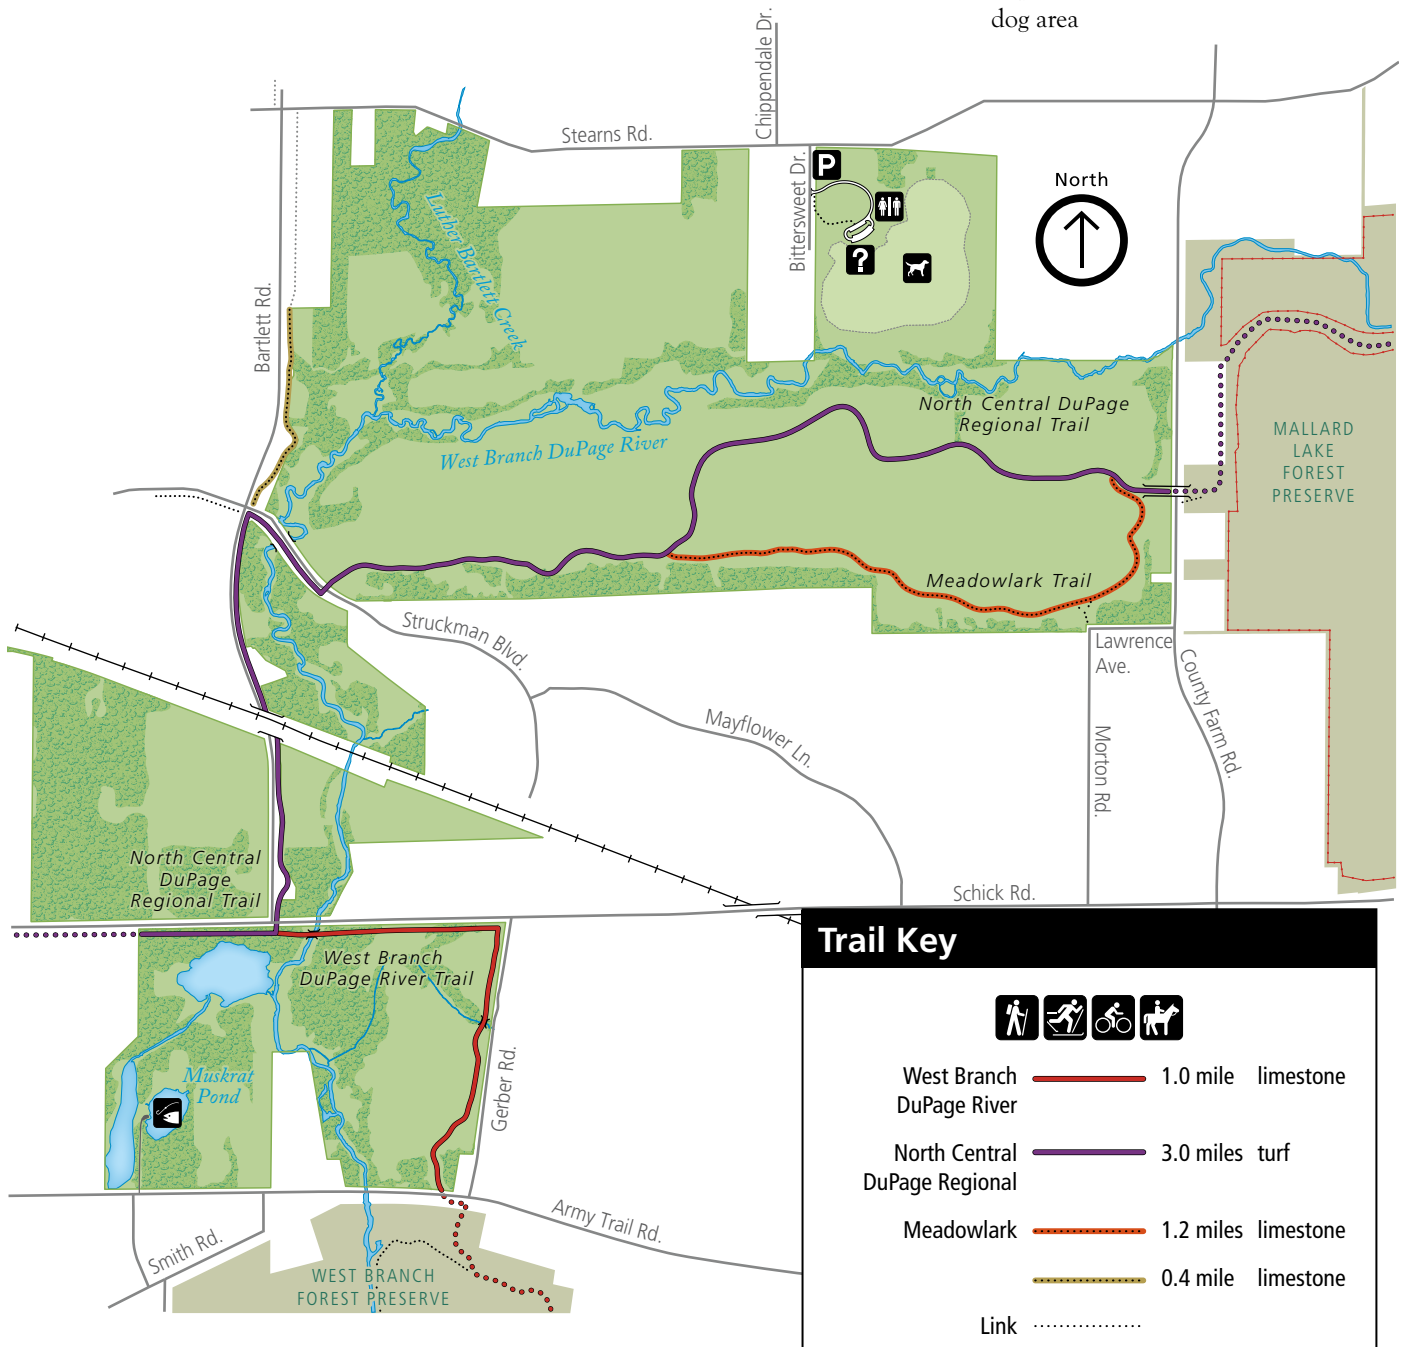 dog area
Chippendale Dr.
Stearns Rd.
P
Bittersweet Dr.
North
?
Luther Bartlett Creek
Bartlett Rd.
North Central DuPage
Regional Trail
West Branch DuPage River
MALLARD
LAKE
FOREST
PRESERVE
Meadowlark Trail
Struckman Blvd.
Lawrence
Ave.
County Farm Rd.
Mayflower Ln.
Morton Rd.
North Central
DuPage
Regional Trail
Schick Rd.
West Branch
DuPage River Trail
Gerber Rd.
Muskrat
Pond
Army Trail Rd.
Smith Rd.
WEST BRANCH
FOREST PRESERVE
Trail Key
West Branch 1.0 mile limestone
DuPage River
North Central 3.0 miles turf
DuPage Regional
Meadowlark 1.2 miles limestone
0.4 mile limestone
Link